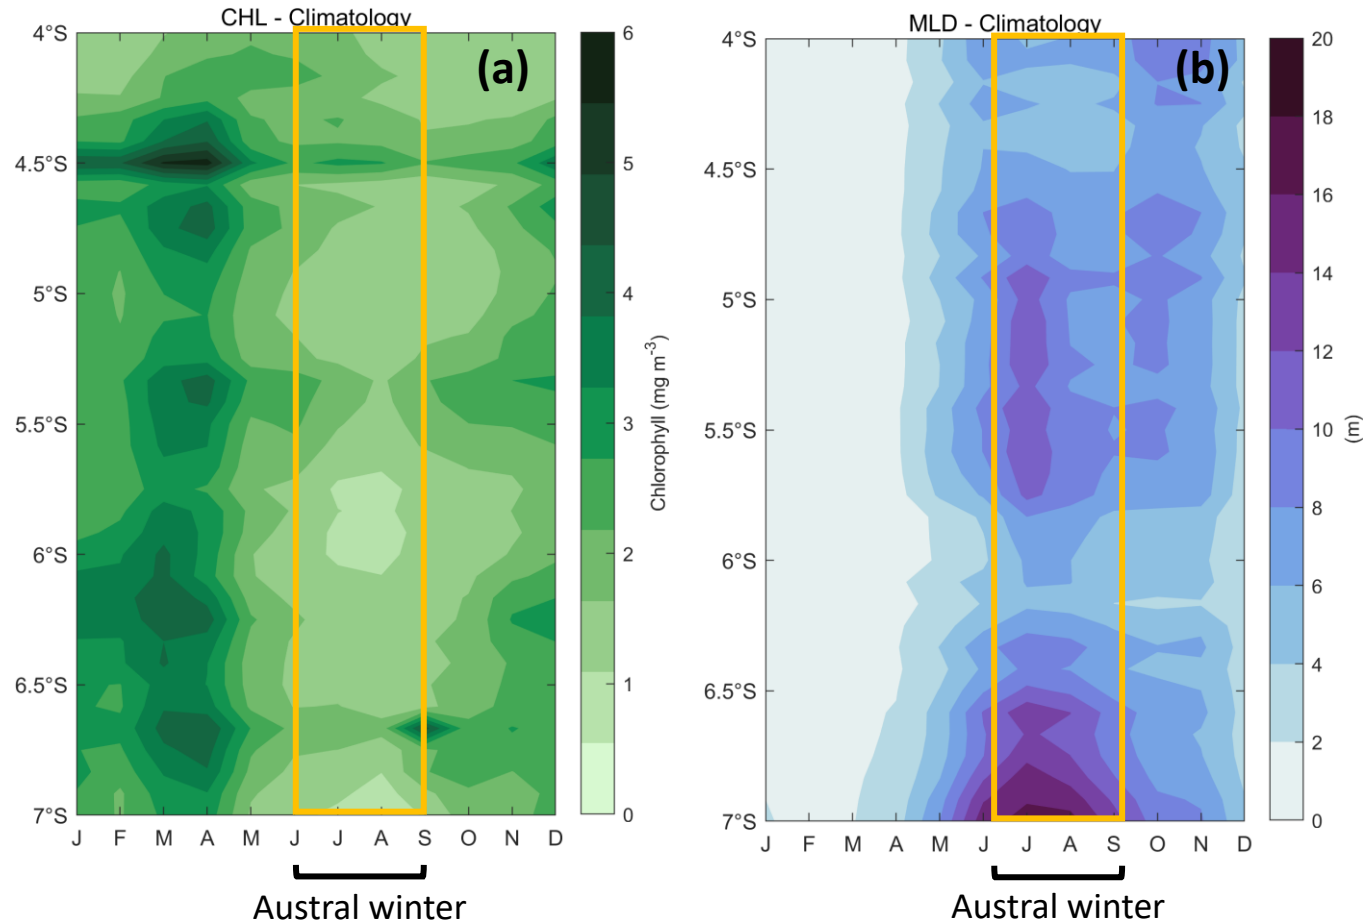 CHL - Climatology
(a)
4°S
4.5°S
5°S
5.5°S
6°S
6.5°S
7°S
J F M A M J J A S O N D
6
5
4
3
2
1
0
Chlorophyll (mg m⁻³)
Austral winter
MLD - Climatology
(b)
4°S
4.5°S
5°S
5.5°S
6°S
6.5°S
7°S
J F M A M J J A S O N D
20
18
16
14
12
10
8
6
4
2
0
(m)
Austral winter